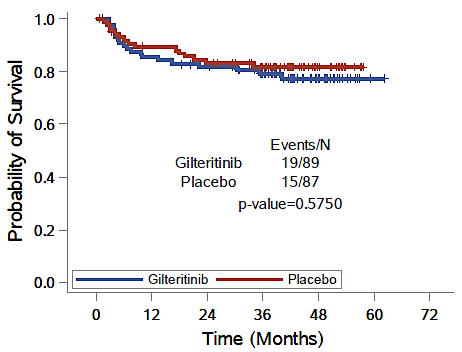 Probability of Survival
1.0
0.8
0.6
0.4
0.2
0.0
Events/N
Gilteritinib 19/89
Placebo 15/87
p-value=0.5750
Gilteritinib Placebo
0 12 24 36 48 60 72
Time (Months)